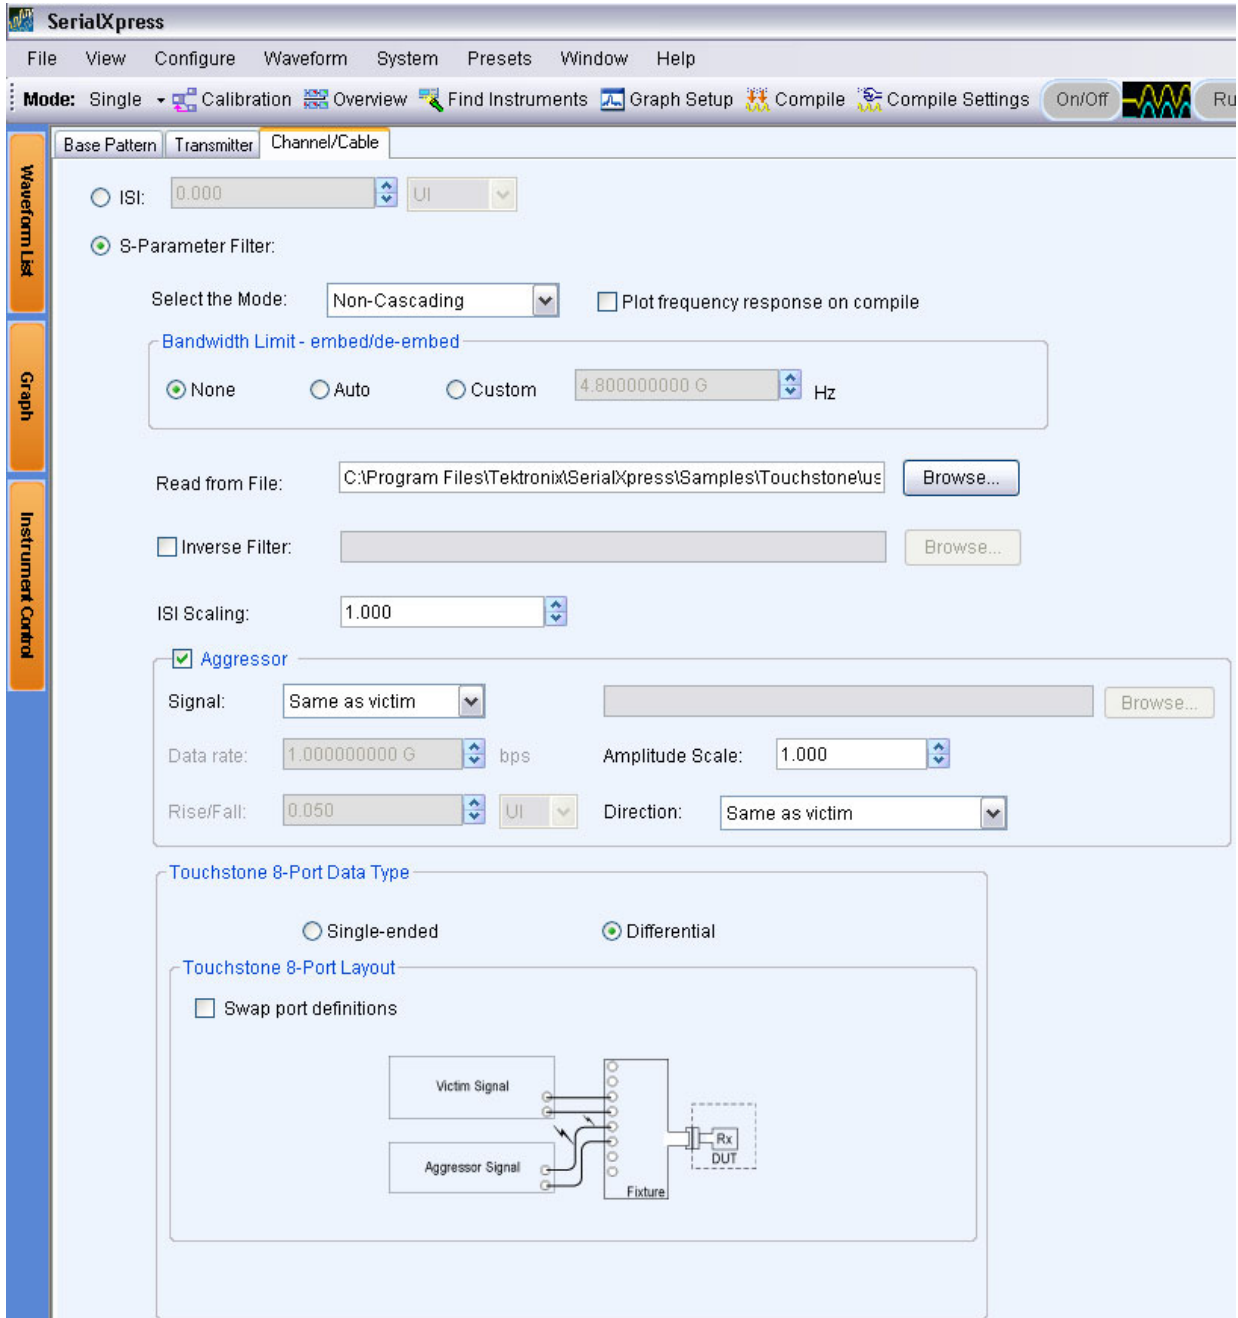 SerialXpress
File View Configure Waveform System Presets Window Help
Mode: Single Calibration Overview Find Instruments Graph Setup Compile Compile Settings On/Off Ru
Base Pattern Transmitter Channel/Cable
Waveform List
Graph
Instrument Control
ISI: 0.000 UI
S-Parameter Filter:
Select the Mode: Non-Cascading Plot frequency response on compile
Bandwidth Limit - embed/de-embed
None Auto Custom 4.800000000 G Hz
Read from File: C:\Program Files\Tektronix\SerialXpress\Samples\Touchstone\us Browse...
Inverse Filter: Browse...
ISI Scaling: 1.000
Aggressor
Signal: Same as victim Browse...
Data rate: 1.000000000 G bps Amplitude Scale: 1.000
Rise/Fall: 0.050 UI Direction: Same as victim
Touchstone 8-Port Data Type
Single-ended Differential
Touchstone 8-Port Layout
Swap port definitions
Victim Signal
Aggressor Signal
Fixture
Rx
DUT